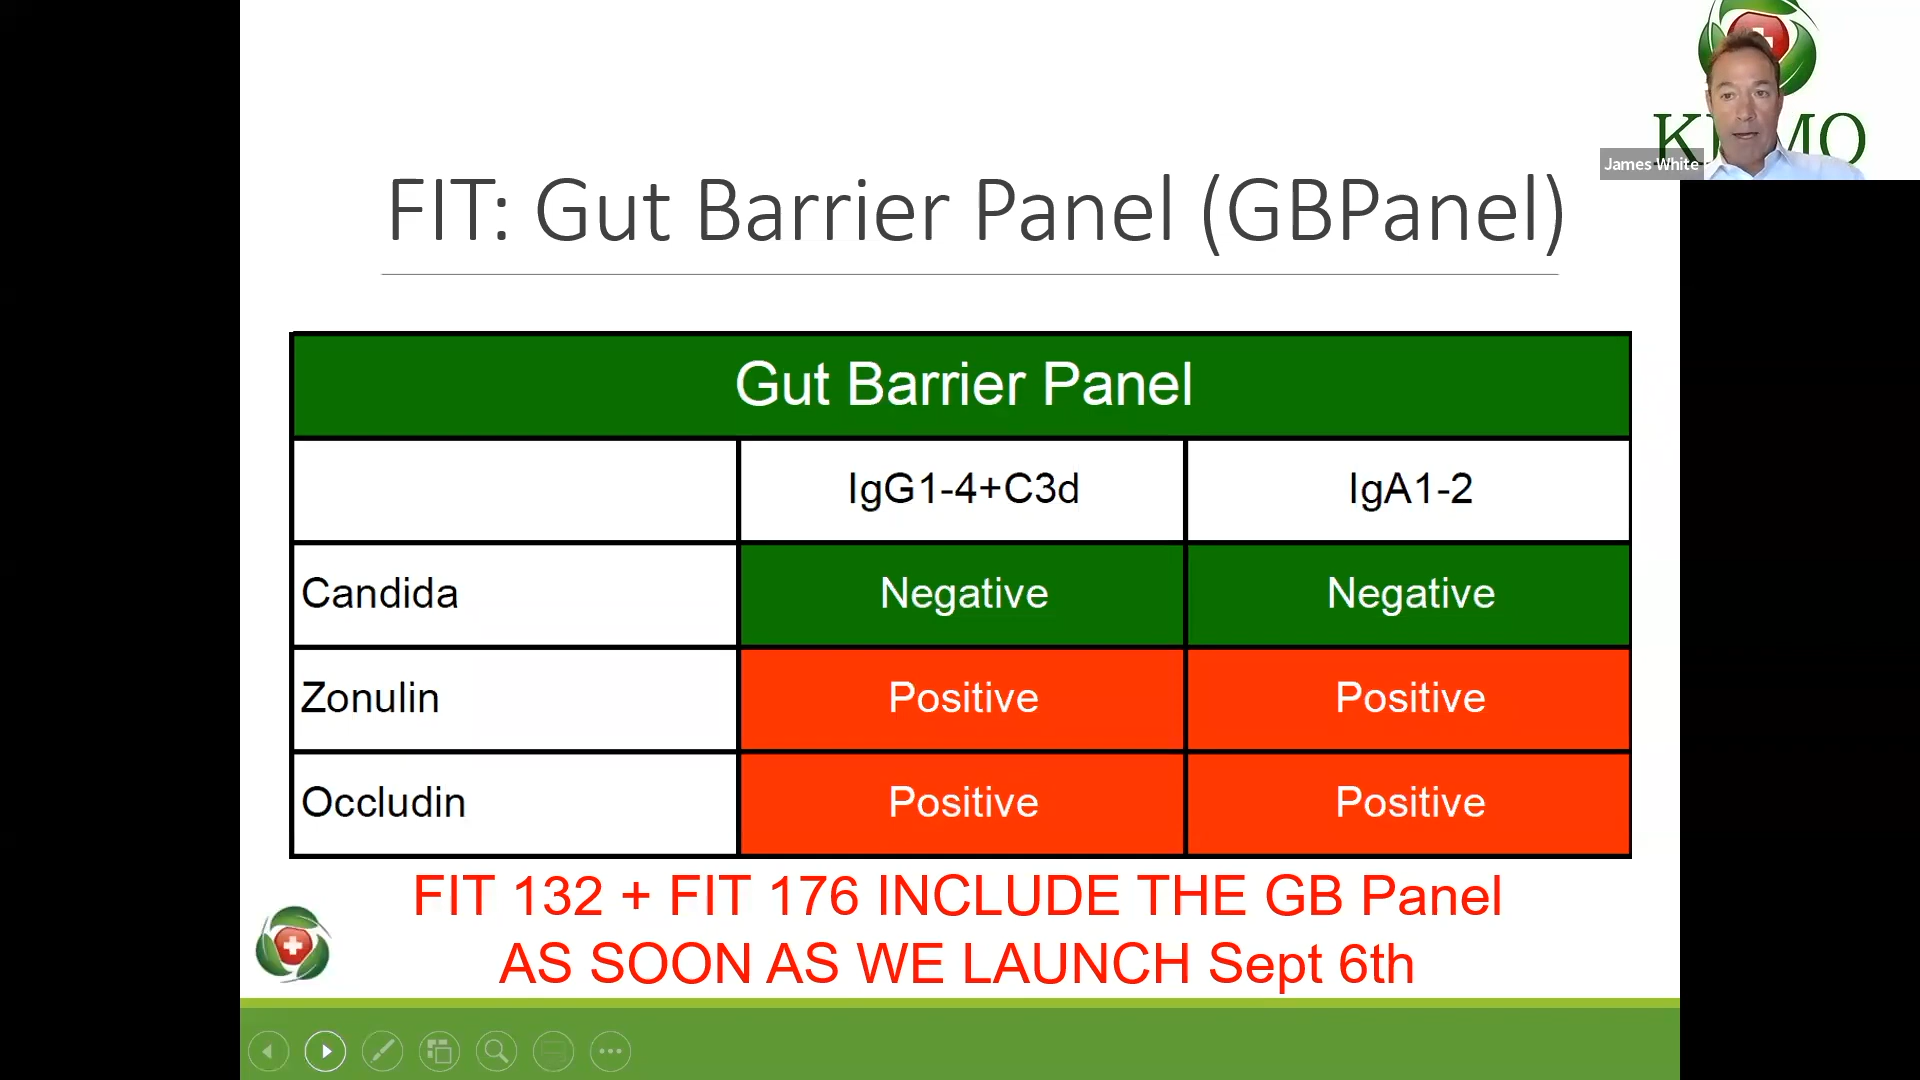 James White
FIT: Gut Barrier Panel (GBPanel)
Gut Barrier Panel
IgG1-4+C3d IgA1-2
Candida Negative Negative
Zonulin Positive Positive
Occludin Positive Positive
FIT 132 + FIT 176 INCLUDE THE GB Panel
AS SOON AS WE LAUNCH Sept 6th